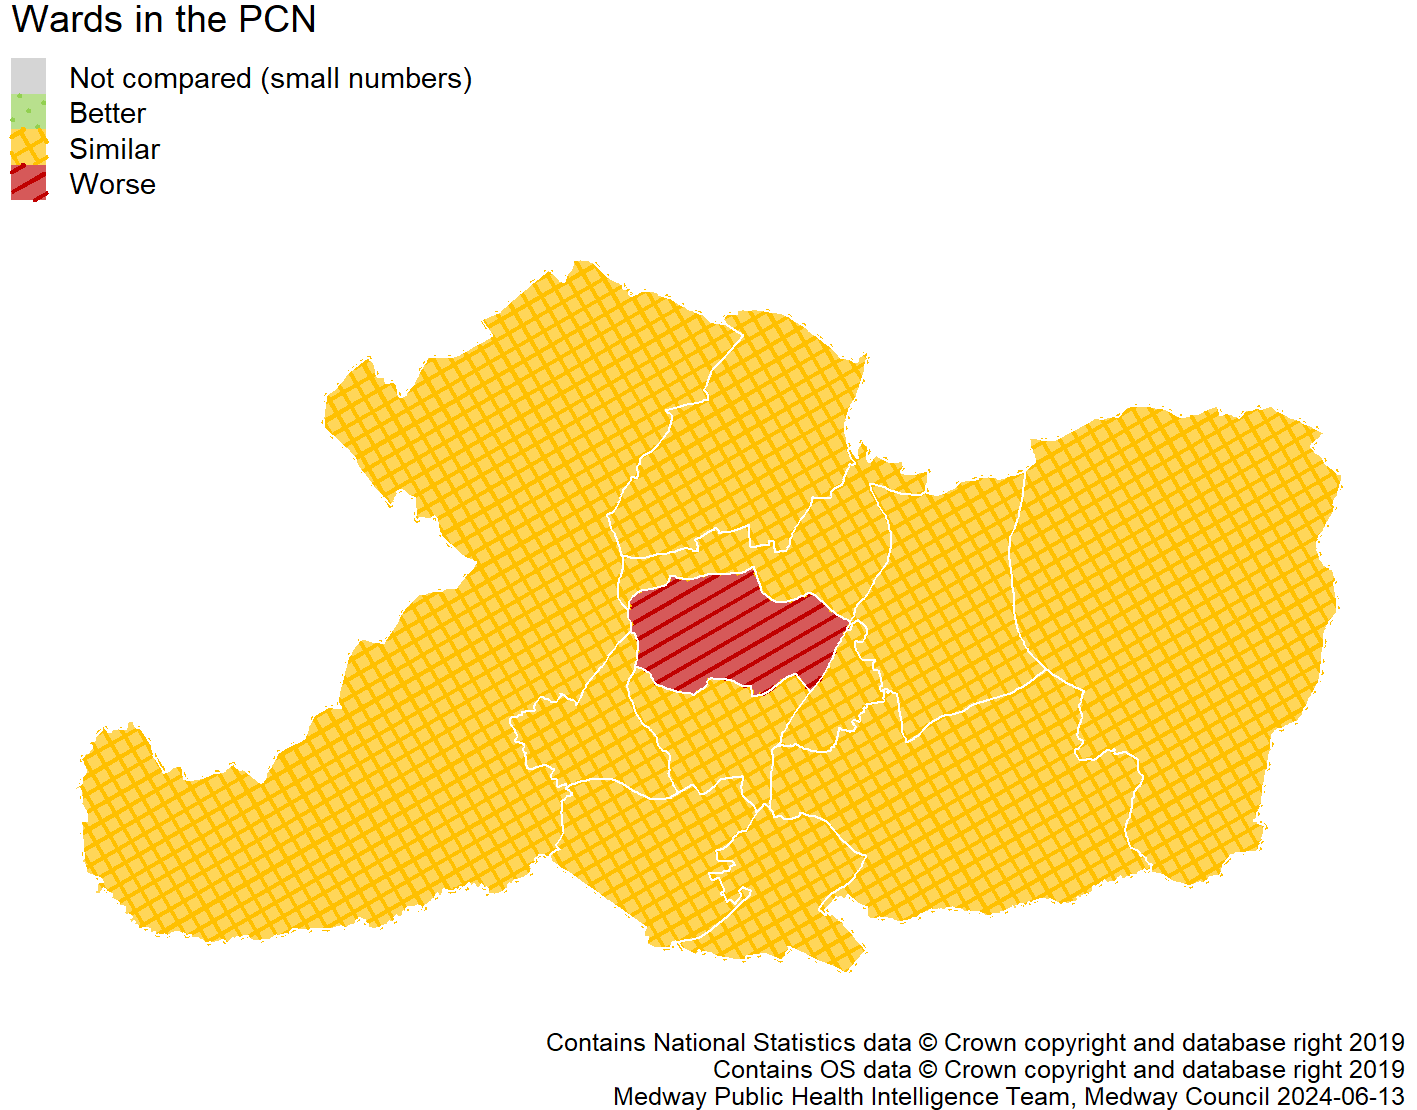 Wards in the PCN
Not compared (small numbers)
Better
Similar
Worse
Contains National Statistics data © Crown copyright and database right 2019
Contains OS data © Crown copyright and database right 2019
Medway Public Health Intelligence Team, Medway Council 2024-06-13